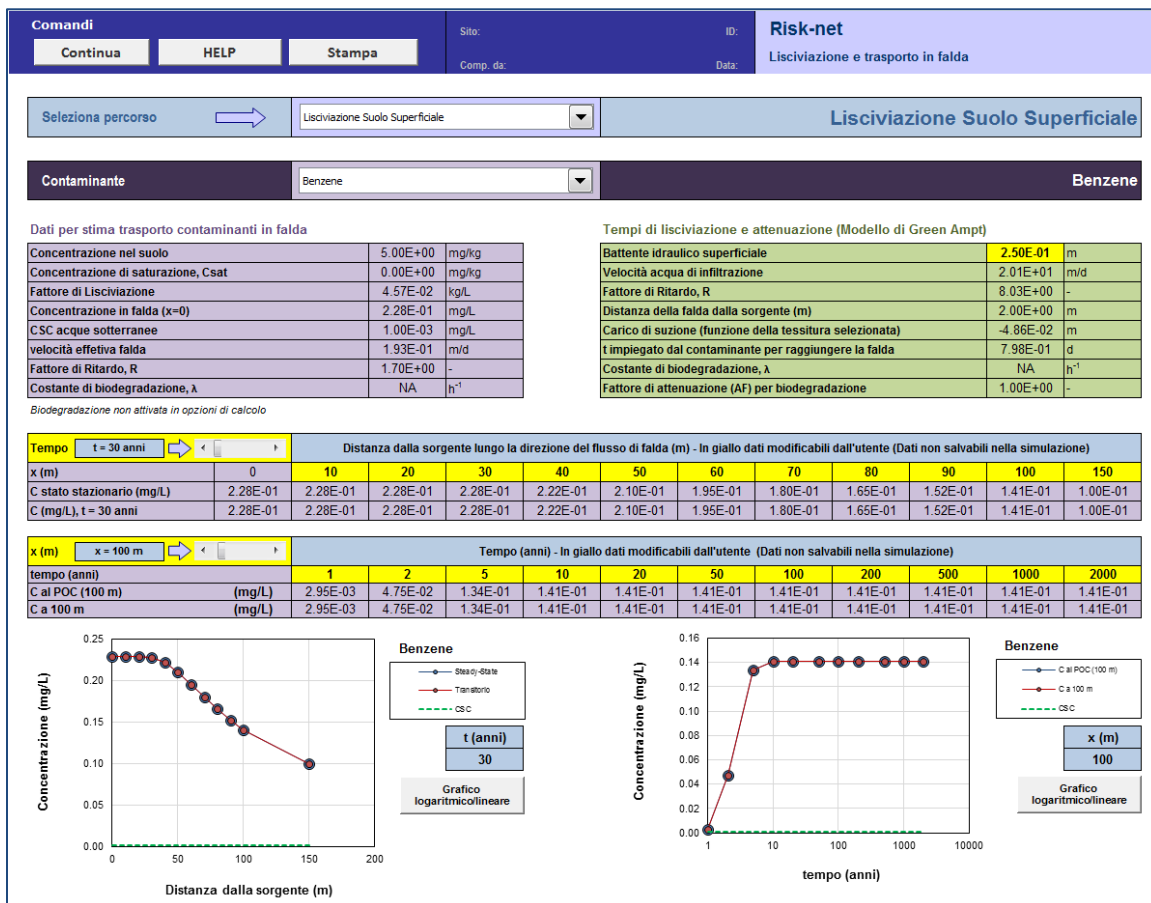 Comandi
Continua HELP Stampa
Sito: ID:
Comp. da: Data:
Risk-net
Lisciviazione e trasporto in falda
Seleziona percorso Lisciviazione Suolo Superficiale Lisciviazione Suolo Superficiale
Contaminante Benzene Benzene
Dati per stima trasporto contaminanti in falda
Concentrazione nel suolo 5.00E+00 mg/kg
Concentrazione di saturazione, Csat 0.00E+00 mg/kg
Fattore di Lisciviazione 4.57E-02 kg/L
Concentrazione in falda (x=0) 2.28E-01 mg/L
CSC acque sotterranee 1.00E-03 mg/L
velocità effetiva falda 1.93E-01 m/d
Fattore di Ritardo, R 1.70E+00 -
Costante di biodegradazione, λ NA h⁻¹
Biodegradazione non attivata in opzioni di calcolo
Tempi di lisciviazione e attenuazione (Modello di Green Ampt)
Battente idraulico superficiale 2.50E-01 m
Velocità acqua di infiltrazione 2.01E+01 m/d
Fattore di Ritardo, R 8.03E+00 -
Distanza della falda dalla sorgente (m) 2.00E+00 m
Carico di suzione (funzione della tessitura selezionata) -4.86E-02 m
t impiegato dal contaminante per raggiungere la falda 7.98E-01 d
Costante di biodegradazione, λ NA h⁻¹
Fattore di attenuazione (AF) per biodegradazione 1.00E+00 -
Tempo t = 30 anni Distanza dalla sorgente lungo la direzione del flusso di falda (m) - In giallo dati modificabili dall'utente (Dati non salvabili nella simulazione)
x (m) 0 10 20 30 40 50 60 70 80 90 100 150
C stato stazionario (mg/L) 2.28E-01 2.28E-01 2.28E-01 2.28E-01 2.22E-01 2.10E-01 1.95E-01 1.80E-01 1.65E-01 1.52E-01 1.41E-01 1.00E-01
C (mg/L), t = 30 anni 2.28E-01 2.28E-01 2.28E-01 2.28E-01 2.22E-01 2.10E-01 1.95E-01 1.80E-01 1.65E-01 1.52E-01 1.41E-01 1.00E-01
x (m) x = 100 m Tempo (anni) - In giallo dati modificabili dall'utente (Dati non salvabili nella simulazione)
tempo (anni) 1 2 5 10 20 50 100 200 500 1000 2000
C al POC (100 m) (mg/L) 2.95E-03 4.75E-02 1.34E-01 1.41E-01 1.41E-01 1.41E-01 1.41E-01 1.41E-01 1.41E-01 1.41E-01 1.41E-01
C a 100 m (mg/L) 2.95E-03 4.75E-02 1.34E-01 1.41E-01 1.41E-01 1.41E-01 1.41E-01 1.41E-01 1.41E-01 1.41E-01 1.41E-01
Concentrazione (mg/L)
0.25
0.20
0.15
0.10
0.05
0.00
0 50 100 150 200
Distanza dalla sorgente (m)
Benzene
Steady-State
Transitorio
CSC
t (anni)
30
Grafico
logaritmico/lineare
Concentrazione (mg/L)
0.16
0.14
0.12
0.10
0.08
0.06
0.04
0.02
0.00
1 10 100 1000 10000
tempo (anni)
Benzene
C al POC (100 m)
C a 100 m
CSC
x (m)
100
Grafico
logaritmico/lineare